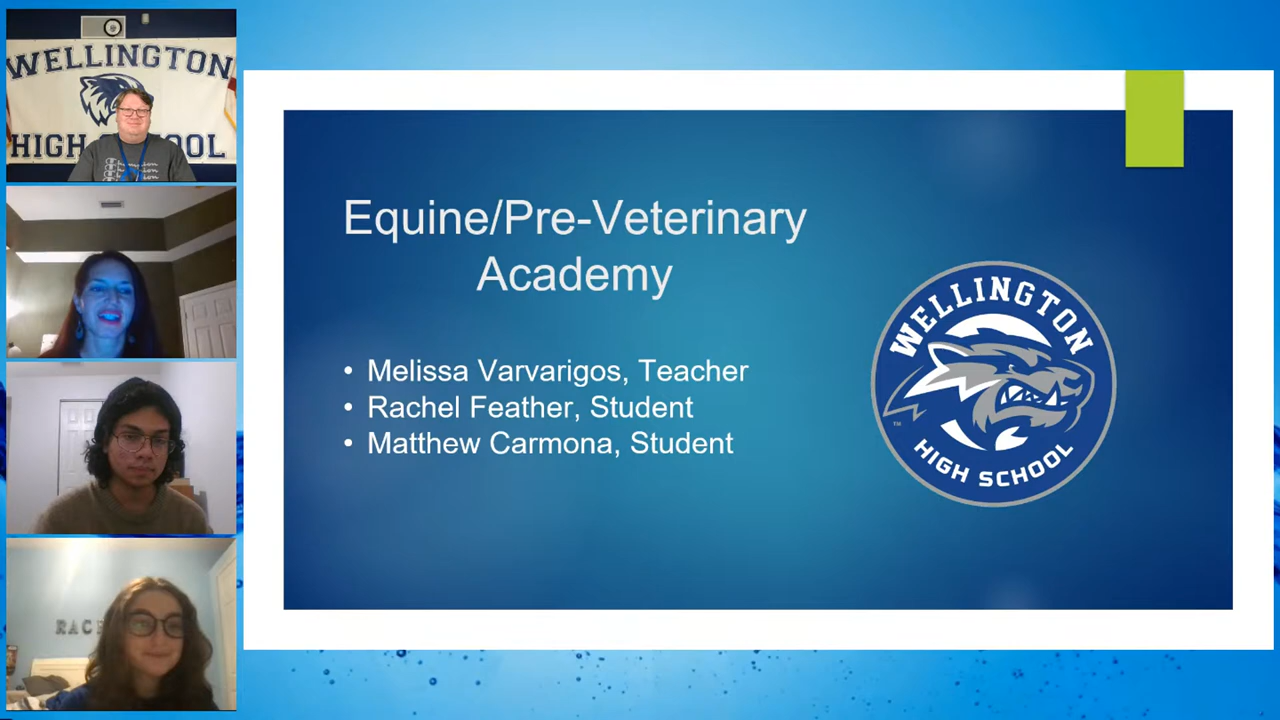 WELLINGTON
HIGH SCHOOL
RAC
Equine/Pre-Veterinary
Academy
• Melissa Varvarigos, Teacher
• Rachel Feather, Student
• Matthew Carmona, Student
WELLINGTON
HIGH SCHOOL
TM